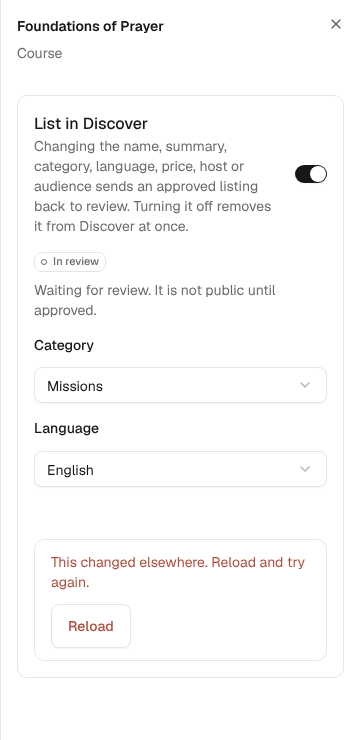 Foundations of Prayer
Course
List in Discover
Changing the name, summary,
category, language, price, host or
audience sends an approved listing
back to review. Turning it off removes
it from Discover at once.
In review
Waiting for review. It is not public until
approved.
Category
Missions
Language
English
This changed elsewhere. Reload and try
again.
Reload